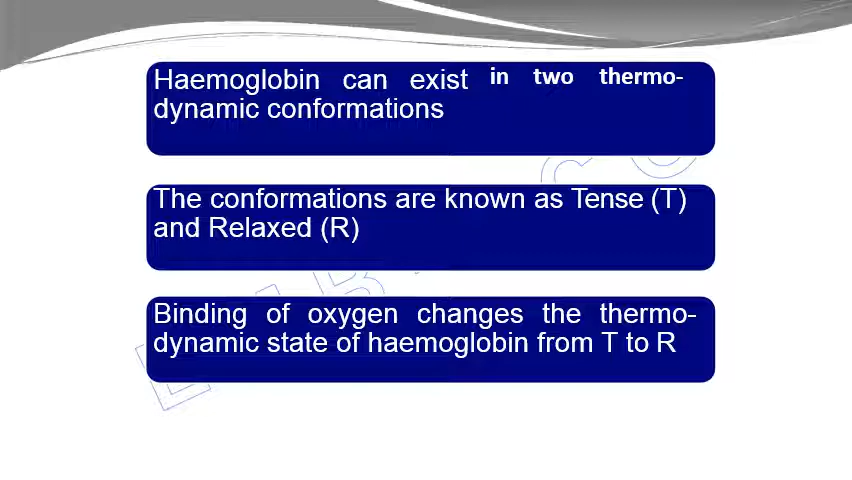 Haemoglobin can exist in two thermo-
dynamic conformations
The conformations are known as Tense (T)
and Relaxed (R)
Binding of oxygen changes the thermo-
dynamic state of haemoglobin from T to R